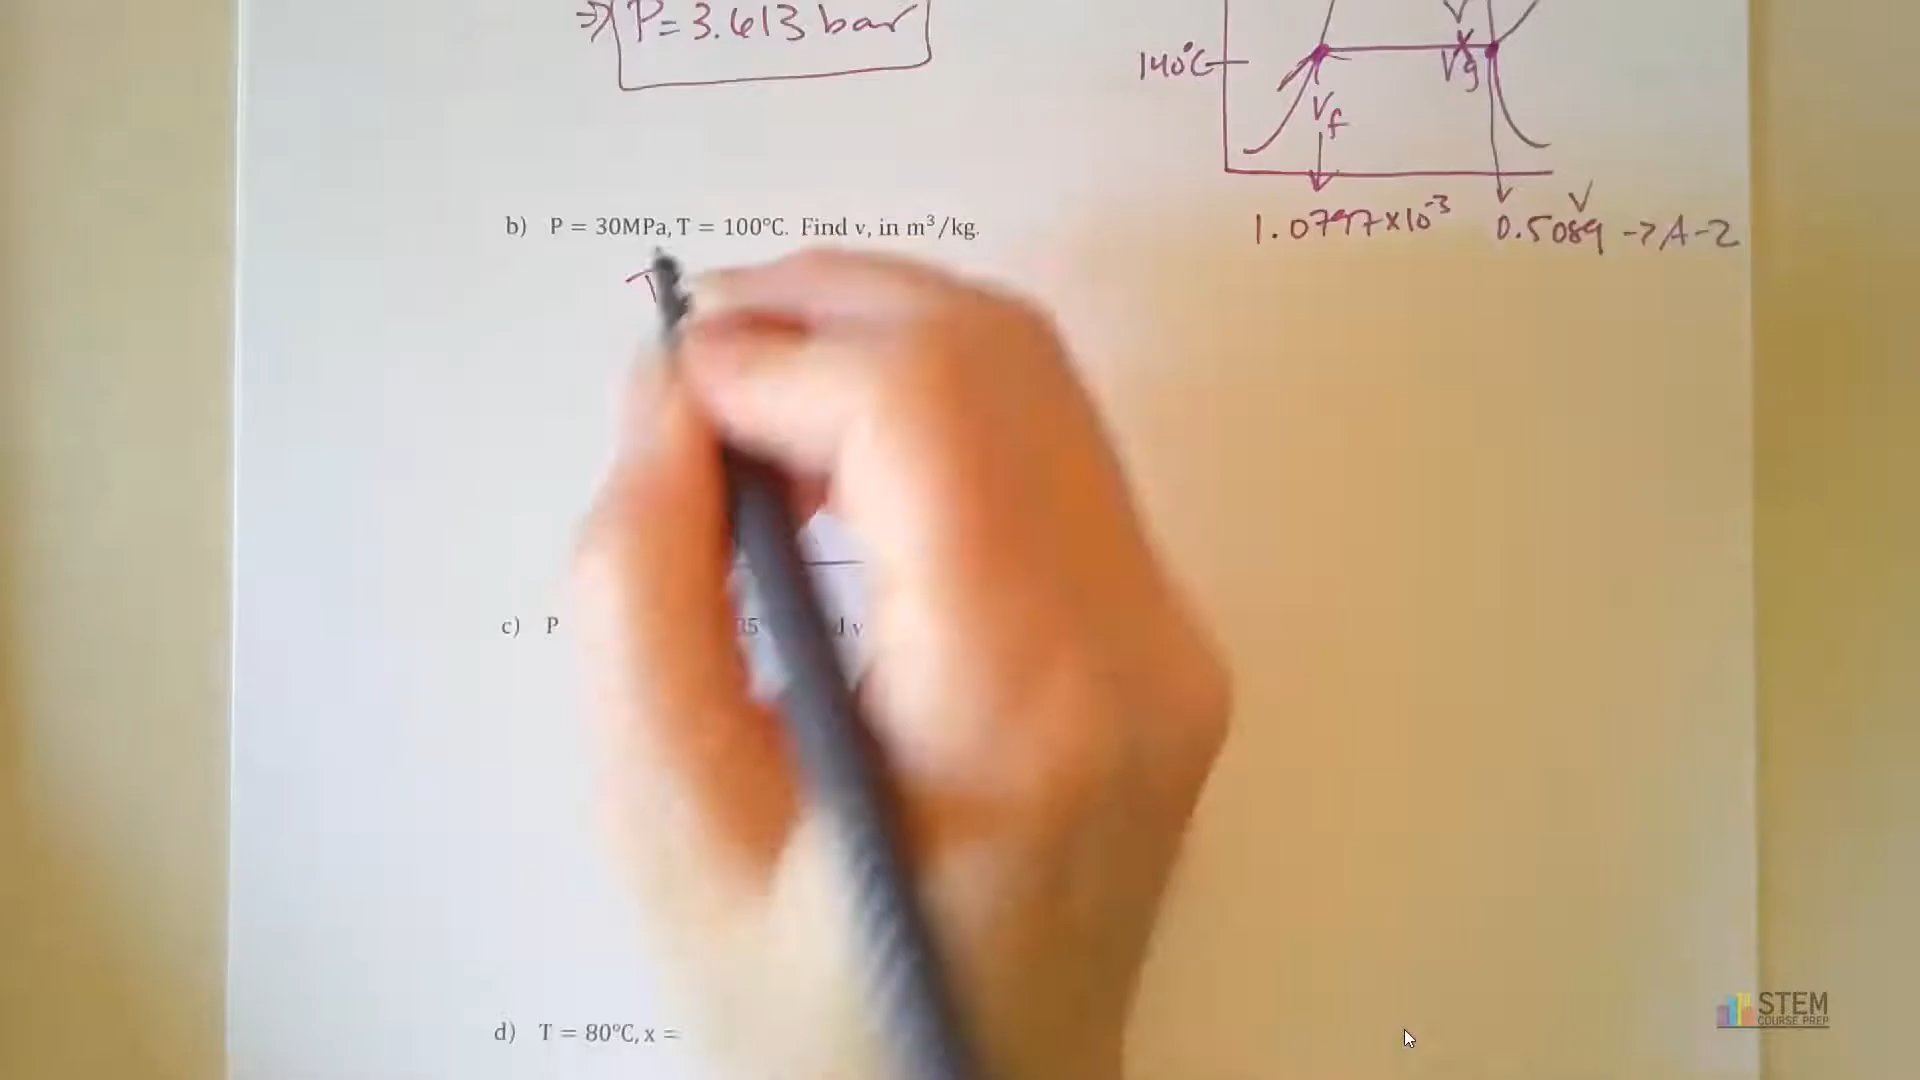 ⇒ P = 3.613 bar
140°C
Vg
Vf
1.0797×10⁻³ 0.5089 → A-2
V
b) P = 30MPa, T = 100°C. Find v, in m³/kg.
T
c) P
d) T = 80°C, x =
STEM
COURSE PREP